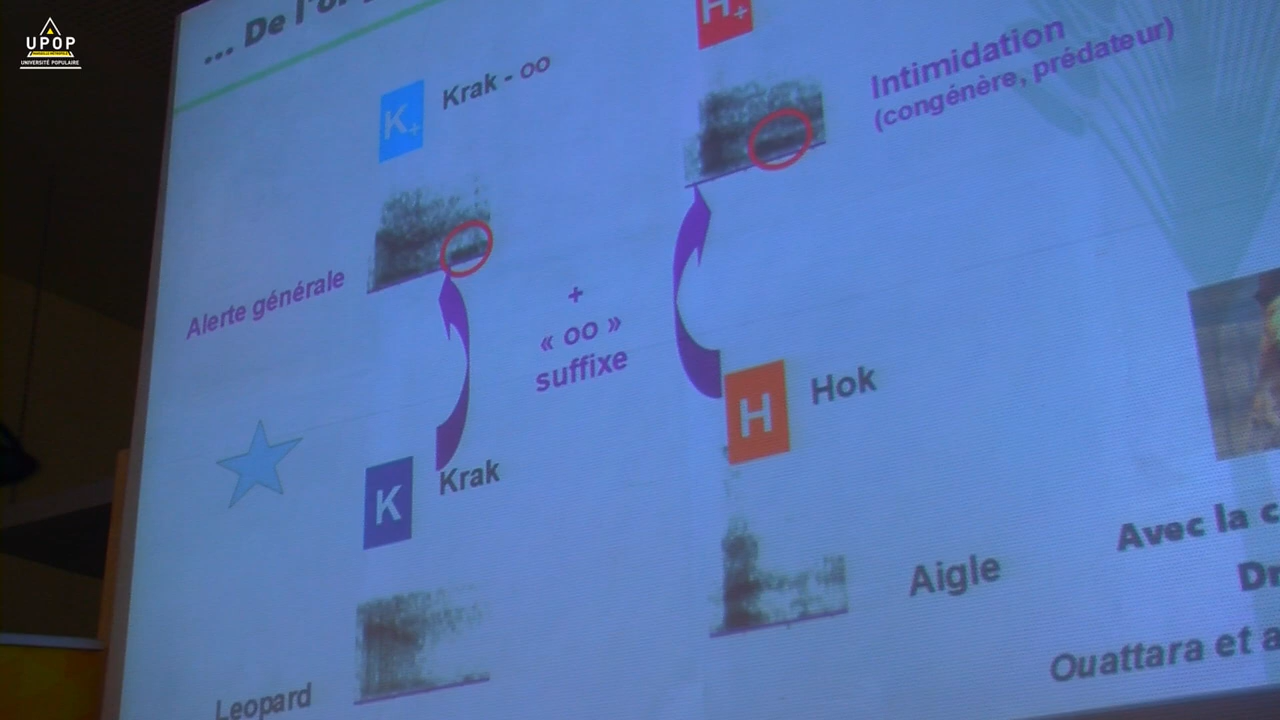 UPOP
UNIVERSITÉ POPULAIRE
... De l'or
K+
Krak - oo
H+
Intimidation
(congénère, prédateur)
Alerte générale
+
« oo »
suffixe
K
Krak
H
Hok
Leopard
Aigle
Avec la c
Dr
Ouattara et a